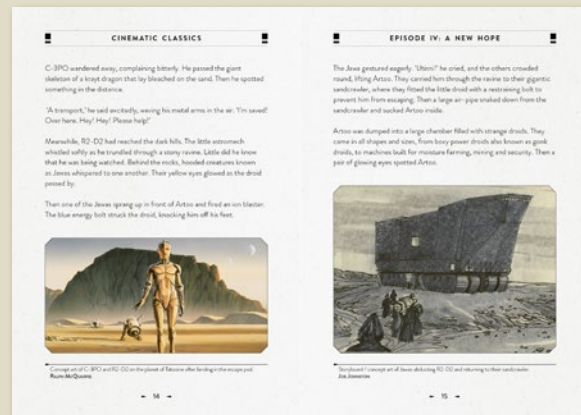 CINEMATIC CLASSICS
C-3PO wandered away, complaining bitterly. He passed the giant
skeleton of a krayt dragon that lay bleached on the sand. Then he spotted
something in the distance.
"A transport," he said excitedly, waving his metal arms in the air. "I'm saved!
Over here. Hey! Hey! Please help!"
Meanwhile, R2-D2 had reached the dark hills. The little astromech
whistled softly as he trundled through a stony ravine. Little did he know
that he was being watched. Behind the rocks, hooded creatures known
as Jawas whispered to one another. Their yellow eyes glowed as the droid
passed by.
Then one of the Jawas sprang up in front of Artoo and fired an ion blaster.
The blue energy bolt struck the droid, knocking him off his feet.
Concept art of C-3PO and R2-D2 on the planet of Tatooine after landing in the escape pod.
RALPH MCQUARRIE
14
EPISODE IV: A NEW HOPE
The Jawa gestured eagerly. "Utinni!" he cried, and the others crowded
round, lifting Artoo. They carried him through the ravine to their gigantic
sandcrawler, where they fitted the little droid with a restraining bolt to
prevent him from escaping. Then a large air-pipe snaked down from the
sandcrawler and sucked Artoo inside.
Artoo was dumped into a large chamber filled with strange droids. They
came in all shapes and sizes, from boxy power droids also known as gonk
droids, to machines built for moisture farming, mining and security. Then a
pair of glowing eyes spotted Artoo.
Storyboard / concept art of Jawas abducting R2-D2 and returning to their sandcrawler.
JOE JOHNSTON
15